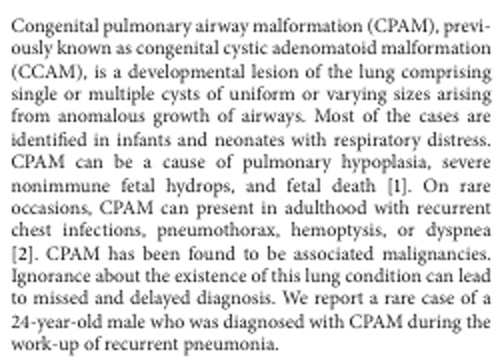 Congenital pulmonary airway malformation (CPAM), previ-
ously known as congenital cystic adenomatoid malformation
(CCAM), is a developmental lesion of the lung comprising
single or multiple cysts of uniform or varying sizes arising
from anomalous growth of airways. Most of the cases are
identified in infants and neonates with respiratory distress.
CPAM can be a cause of pulmonary hypoplasia, severe
nonimmune fetal hydrops, and fetal death [1]. On rare
occasions, CPAM can present in adulthood with recurrent
chest infections, pneumothorax, hemoptysis, or dyspnea
[2]. CPAM has been found to be associated malignancies.
Ignorance about the existence of this lung condition can lead
to missed and delayed diagnosis. We report a rare case of a
24-year-old male who was diagnosed with CPAM during the
work-up of recurrent pneumonia.